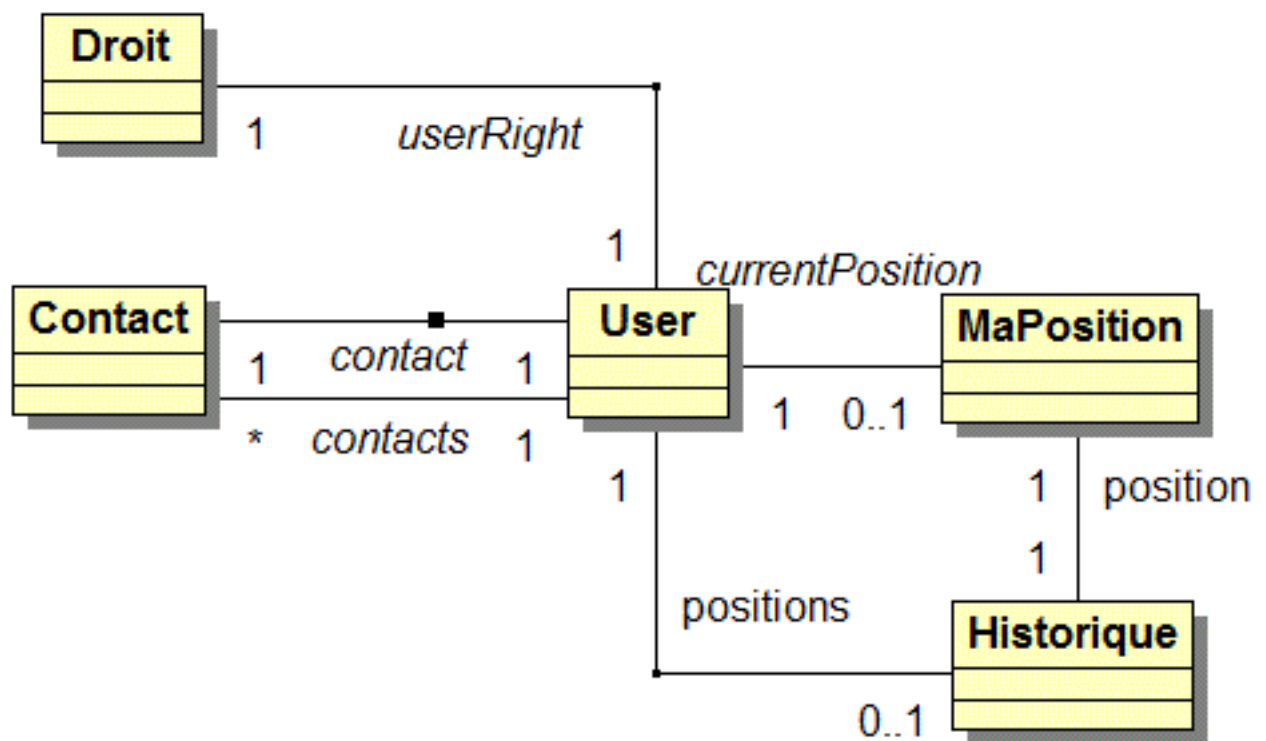 Droit
1
userRight
1
currentPosition
Contact
User
MaPosition
1
contact
1
1
0..1
*
contacts
1
1
1
position
1
positions
Historique
0..1